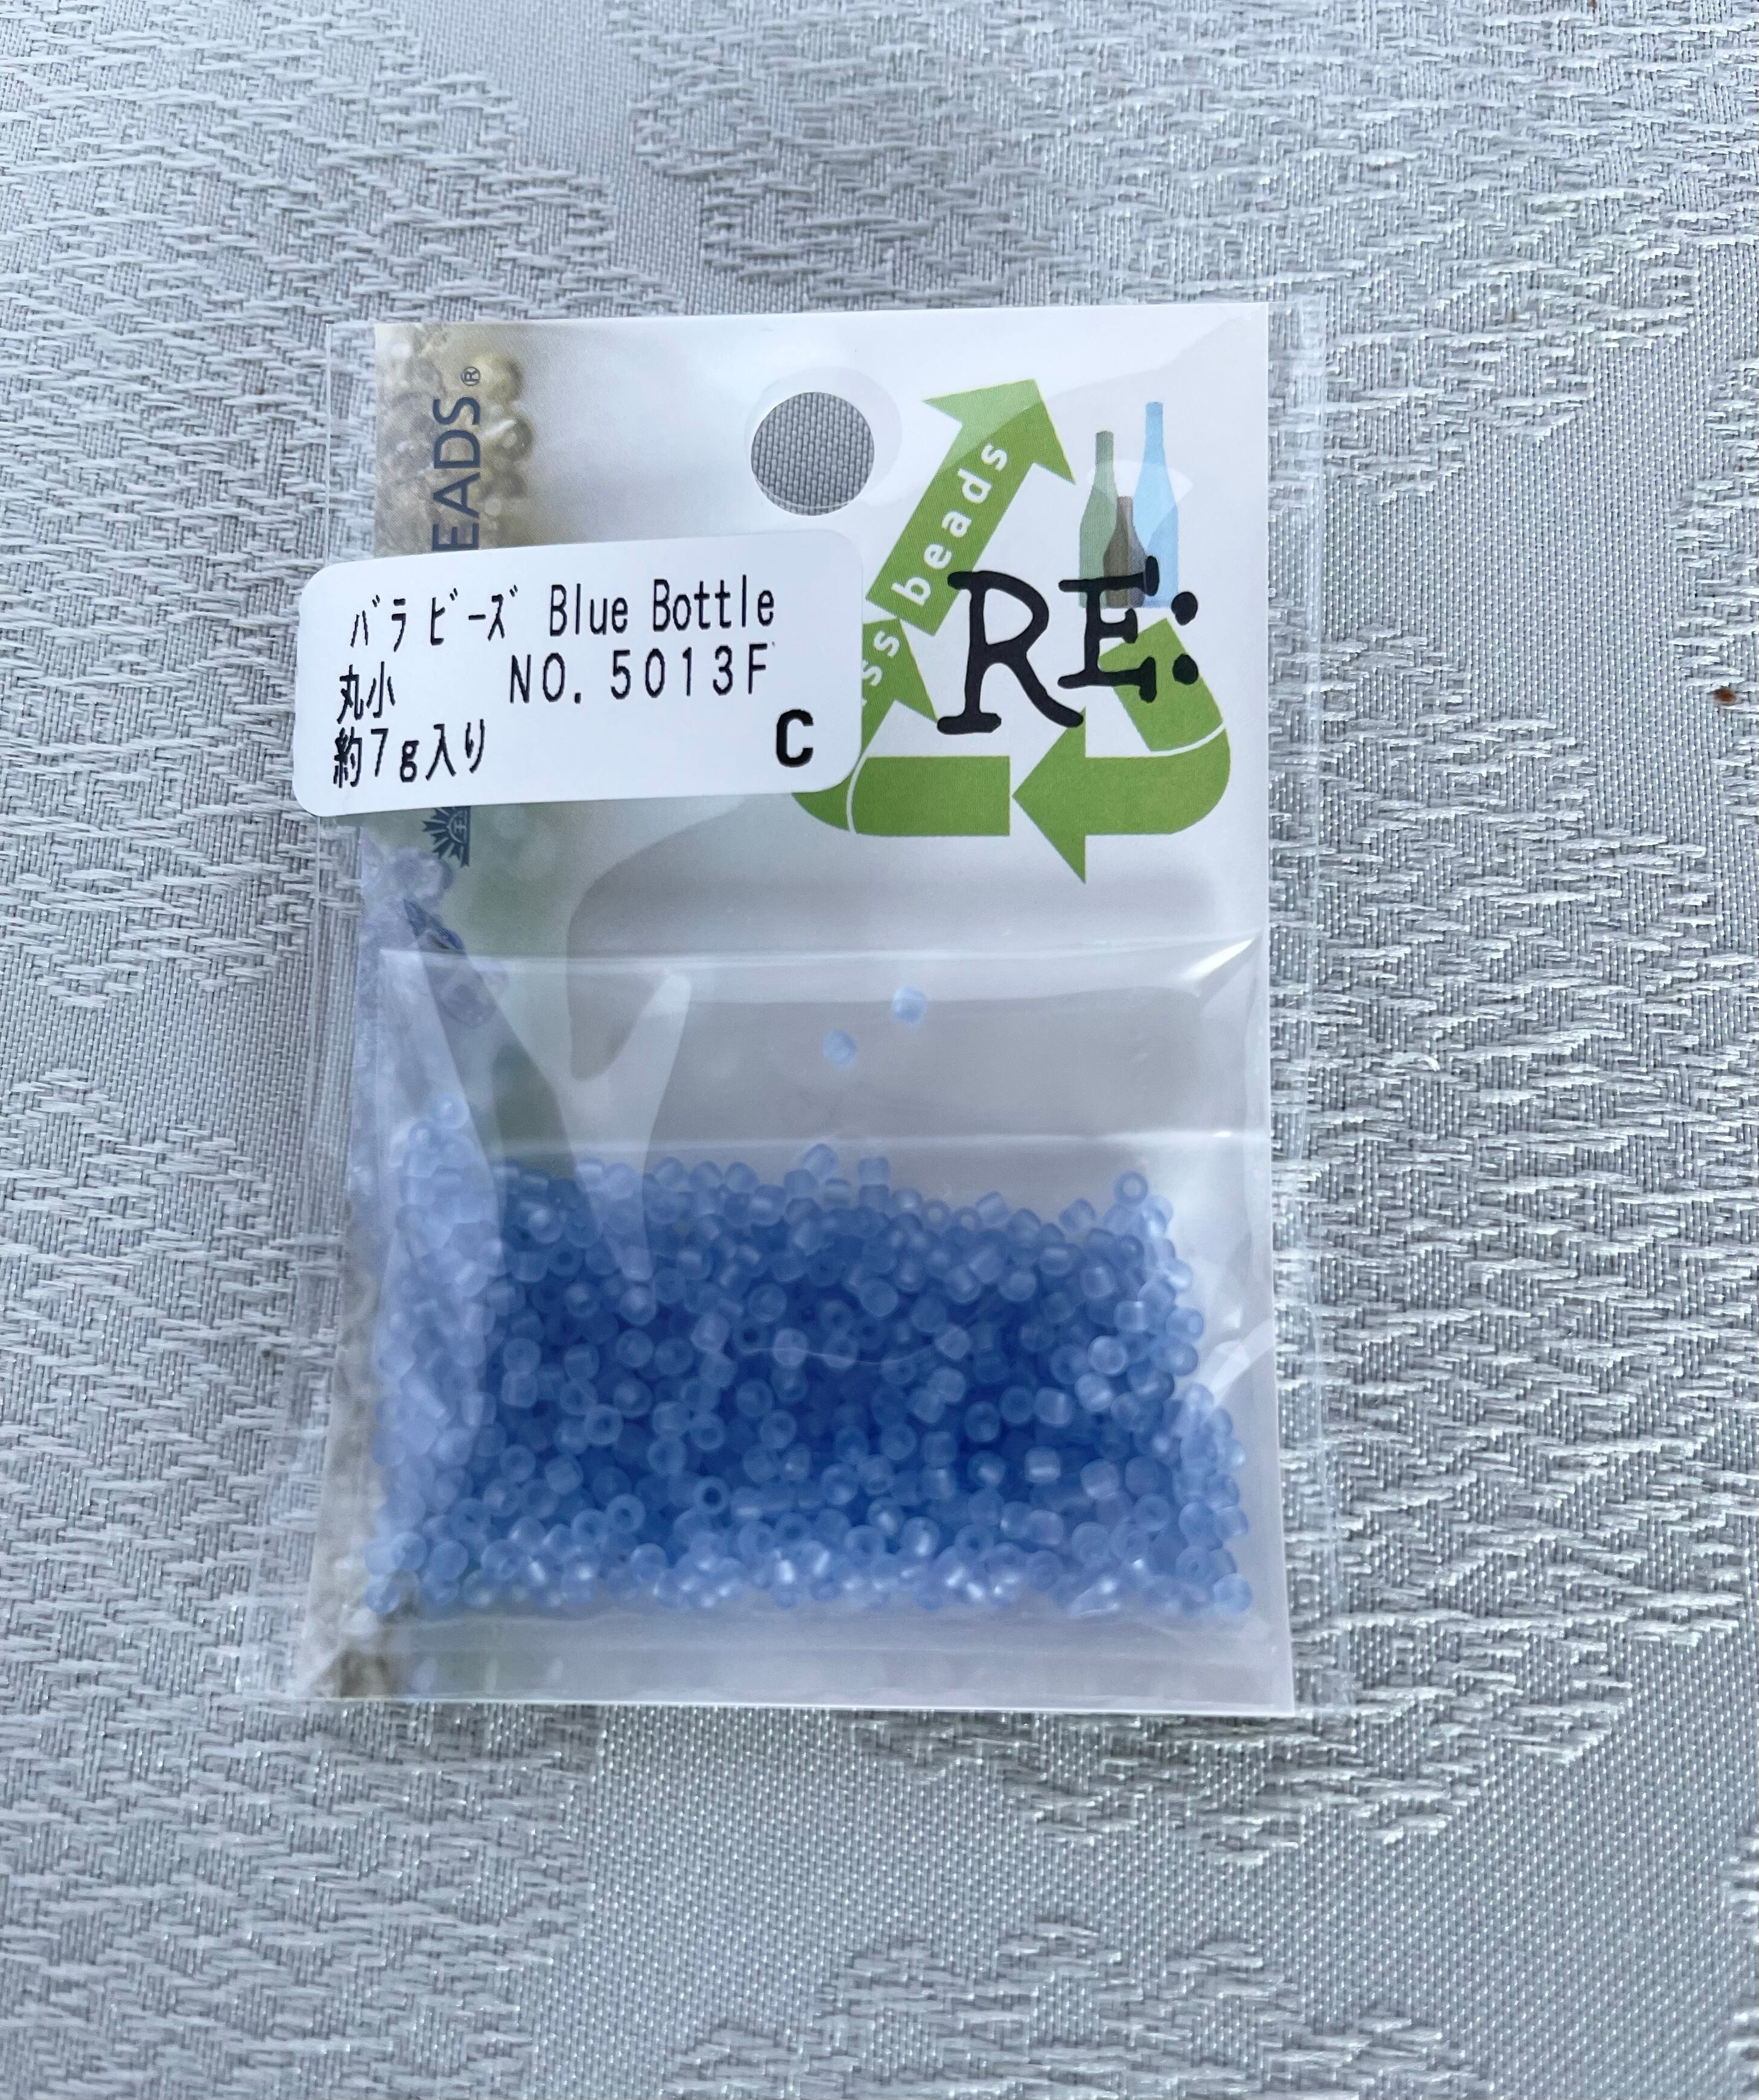 EADS®
beads
ss
RE:
バラ ビーズ Blue Bottle
丸小 NO. 5013F
約7g入り
C